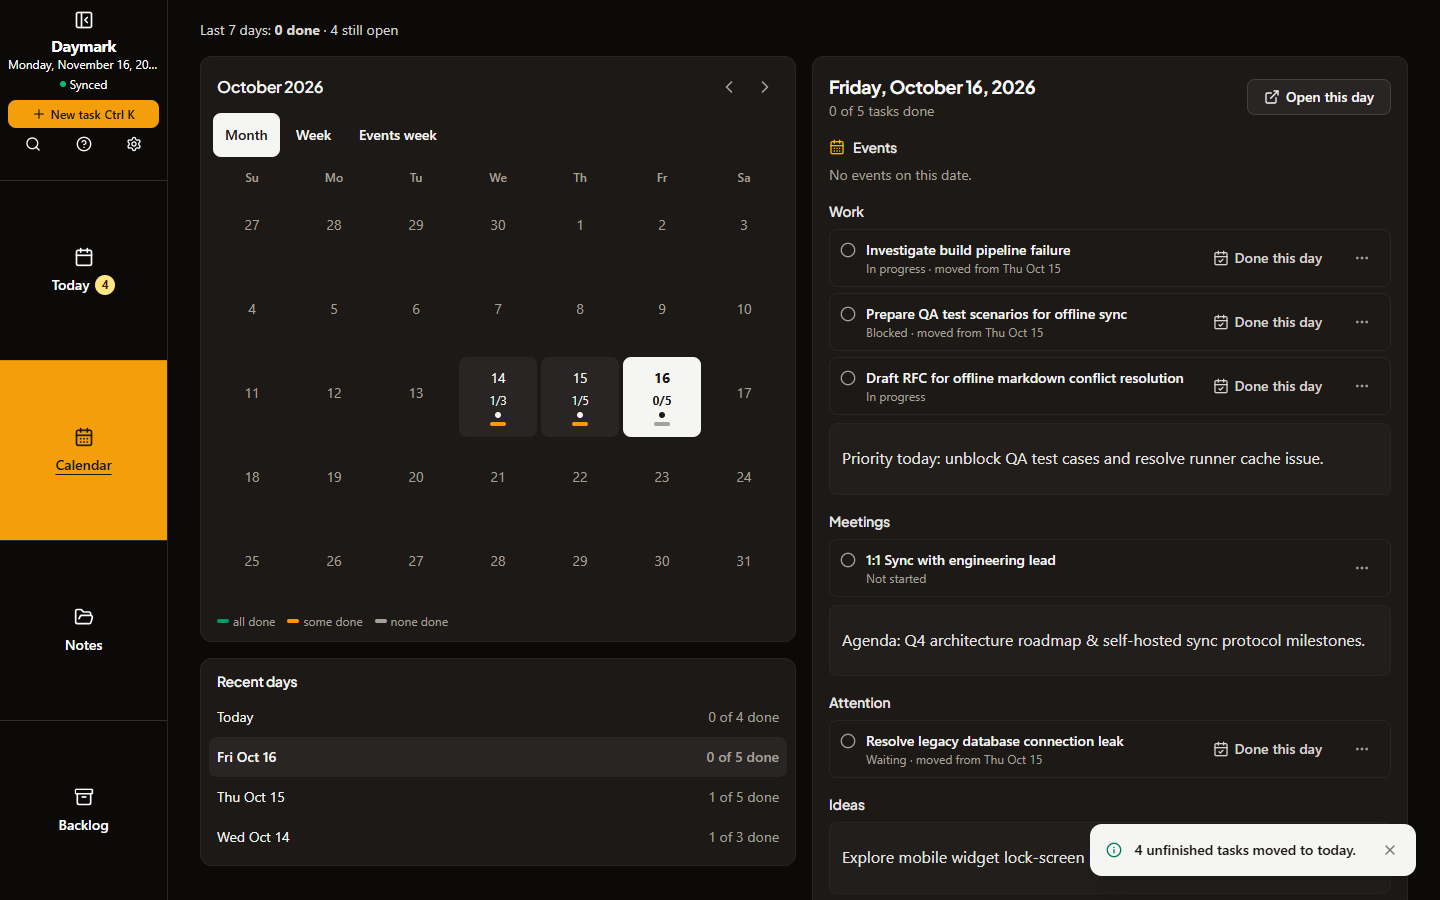 Daymark
Monday, November 16, 20...
Synced
New task Ctrl K
Today 4
Calendar
Notes
Backlog
Last 7 days: 0 done · 4 still open
October 2026
Month Week Events week
Su Mo Tu We Th Fr Sa
27 28 29 30 1 2 3
4 5 6 7 8 9 10
11 12 13 14 15 16 17
1/3 1/5 0/5
18 19 20 21 22 23 24
25 26 27 28 29 30 31
all done some done none done
Recent days
Today 0 of 4 done
Fri Oct 16 0 of 5 done
Thu Oct 15 1 of 5 done
Wed Oct 14 1 of 3 done
Friday, October 16, 2026
0 of 5 tasks done
Open this day
Events
No events on this date.
Work
Investigate build pipeline failure
In progress · moved from Thu Oct 15
Done this day
Prepare QA test scenarios for offline sync
Blocked · moved from Thu Oct 15
Done this day
Draft RFC for offline markdown conflict resolution
In progress
Done this day
Priority today: unblock QA test cases and resolve runner cache issue.
Meetings
1:1 Sync with engineering lead
Not started
Agenda: Q4 architecture roadmap & self-hosted sync protocol milestones.
Attention
Resolve legacy database connection leak
Waiting · moved from Thu Oct 15
Done this day
Ideas
Explore mobile widget lock-screen
4 unfinished tasks moved to today.